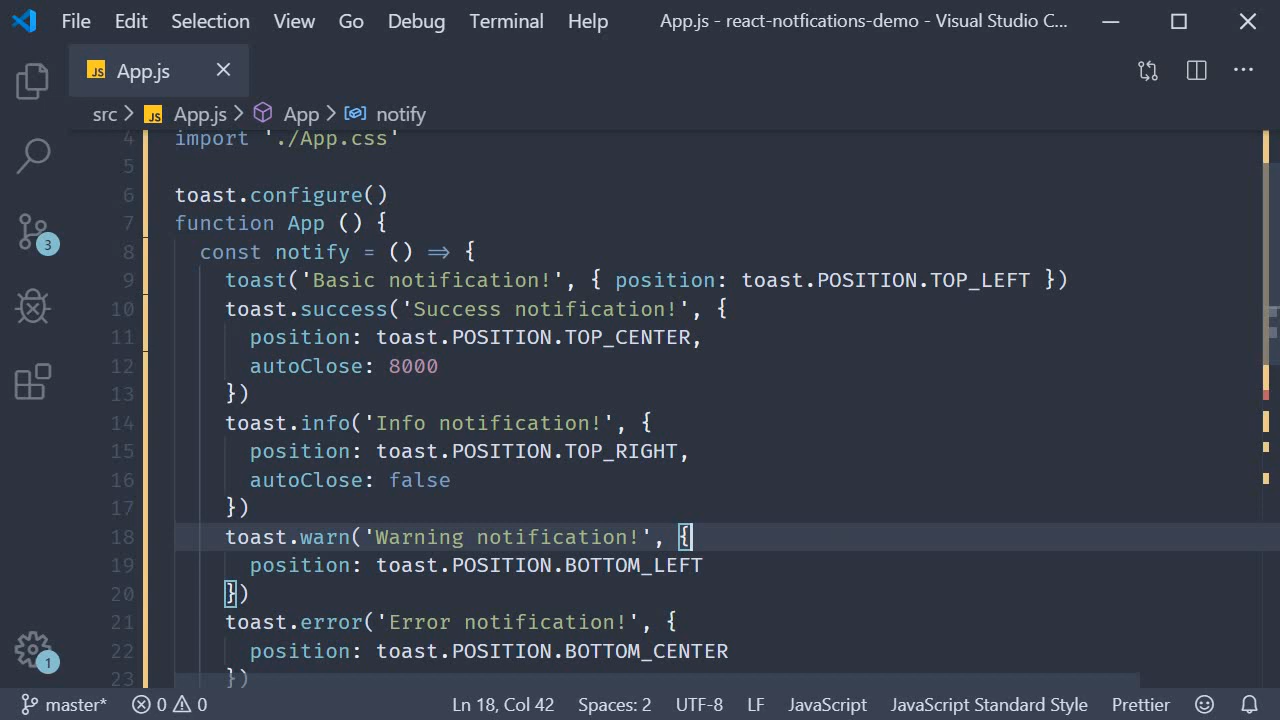 File Edit Selection View Go Debug Terminal Help App.js - react-notfications-demo - Visual Studio C...
JS App.js
src > JS App.js > App > notify
4 import './App.css'
5
6 toast.configure()
7 function App () {
8 const notify = () => {
9 toast('Basic notification!', { position: toast.POSITION.TOP_LEFT })
10 toast.success('Success notification!', {
11 position: toast.POSITION.TOP_CENTER,
12 autoClose: 8000
13 })
14 toast.info('Info notification!', {
15 position: toast.POSITION.TOP_RIGHT,
16 autoClose: false
17 })
18 toast.warn('Warning notification!', {
19 position: toast.POSITION.BOTTOM_LEFT
20 })
21 toast.error('Error notification!', {
22 position: toast.POSITION.BOTTOM_CENTER
23 })
3
1
master* 0 0 Ln 18, Col 42 Spaces: 2 UTF-8 LF JavaScript JavaScript Standard Style Prettier